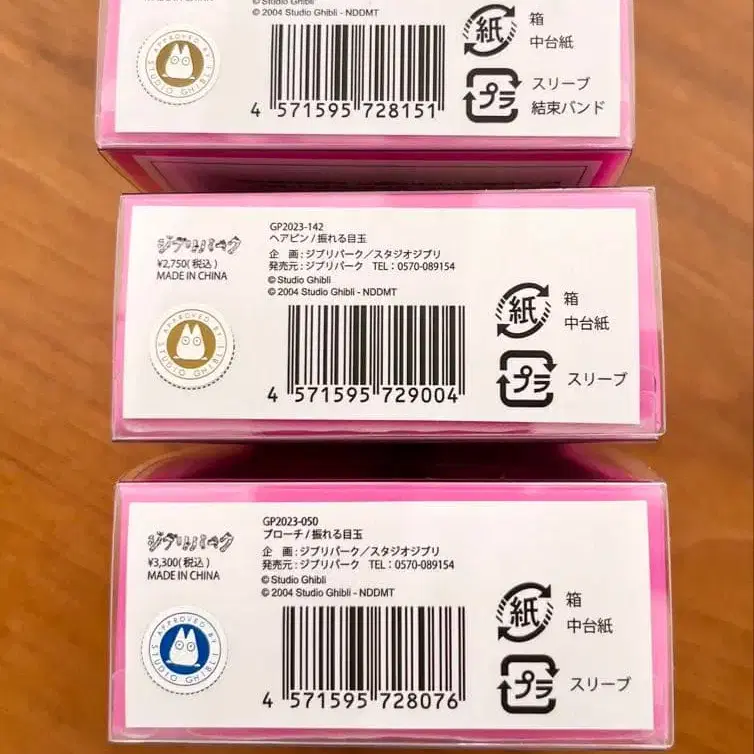 MADE IN CHINA
© Studio Ghibli
© 2004 Studio Ghibli - NDDMT
APPROVED BY
STUDIO GHIBLI
4 571595 728151
紙
箱
中台紙
プラ
スリーブ
結束バンド
ジブリパーク
¥2,750(税込)
MADE IN CHINA
GP2023-142
ヘアピン/振れる目玉
企 画:ジブリパーク/スタジオジブリ
発売元:ジブリパーク TEL:0570-089154
© Studio Ghibli
© 2004 Studio Ghibli - NDDMT
APPROVED BY
STUDIO GHIBLI
4 571595 729004
紙
箱
中台紙
プラ
スリーブ
ジブリパーク
¥3,300(税込)
MADE IN CHINA
GP2023-050
ブローチ/振れる目玉
企 画:ジブリパーク/スタジオジブリ
発売元:ジブリパーク TEL:0570-089154
© Studio Ghibli
© 2004 Studio Ghibli - NDDMT
APPROVED BY
STUDIO GHIBLI
4 571595 728076
紙
箱
中台紙
プラ
スリーブ